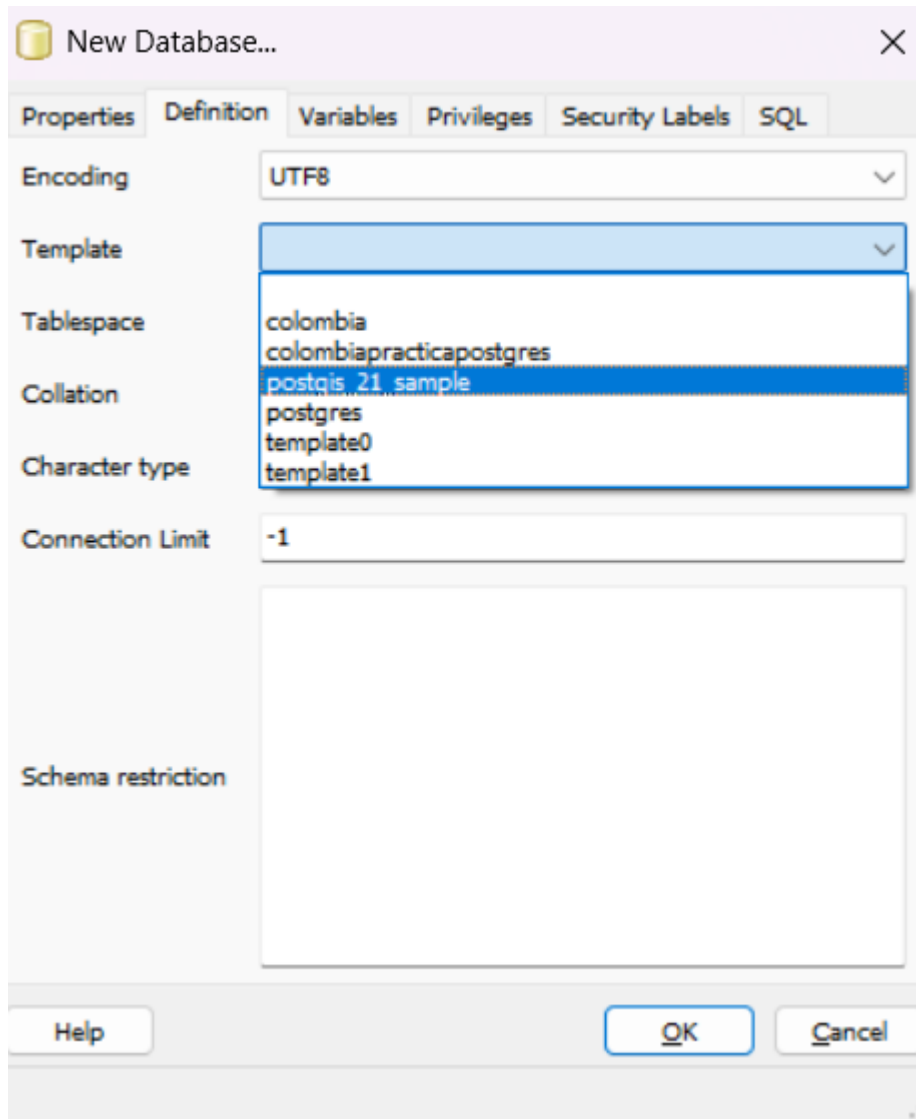 New Database...
Properties Definition Variables Privileges Security Labels SQL
Encoding UTF8
Template
Tablespace
colombia
colombiapracticapostgres
Collation
postgis_21_sample
postgres
template0
Character type
template1
Connection Limit -1
Schema restriction
Help OK Cancel